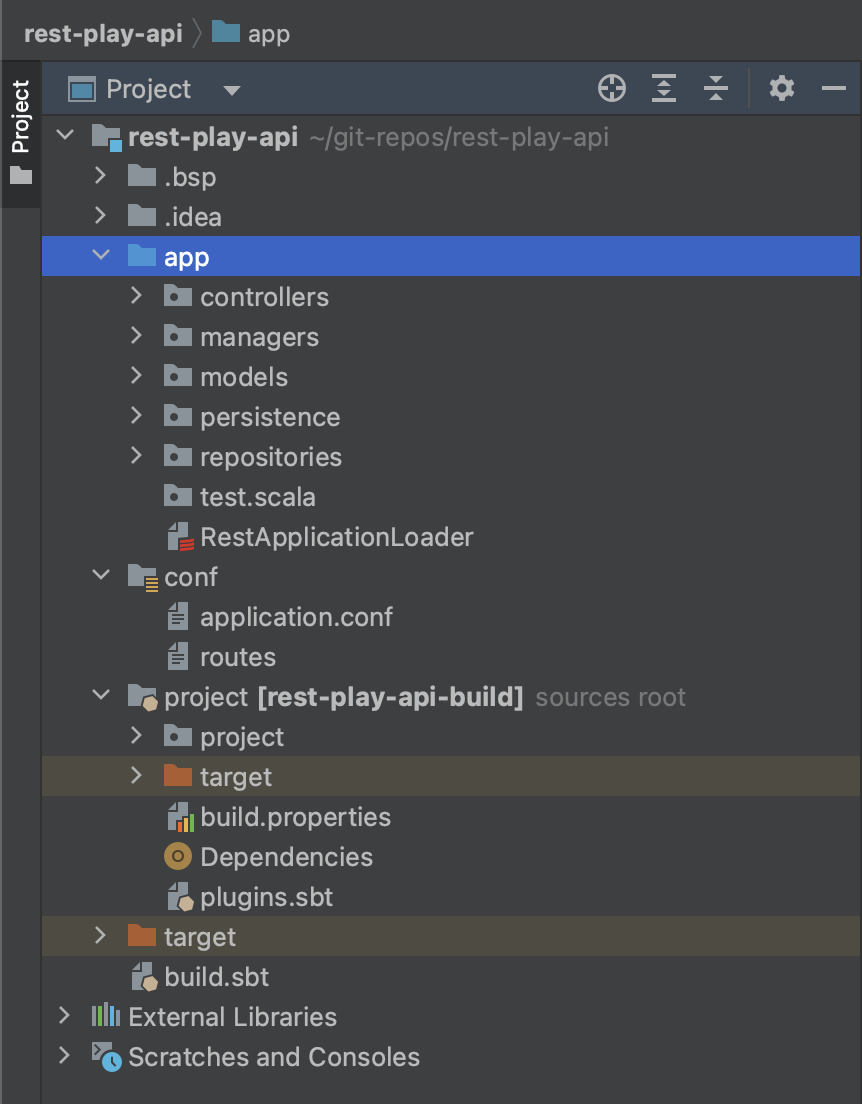 rest-play-api app
Project
Project
rest-play-api ~/git-repos/rest-play-api
.bsp
.idea
app
controllers
managers
models
persistence
repositories
test.scala
RestApplicationLoader
conf
application.conf
routes
project [rest-play-api-build] sources root
project
target
build.properties
Dependencies
plugins.sbt
target
build.sbt
External Libraries
Scratches and Consoles